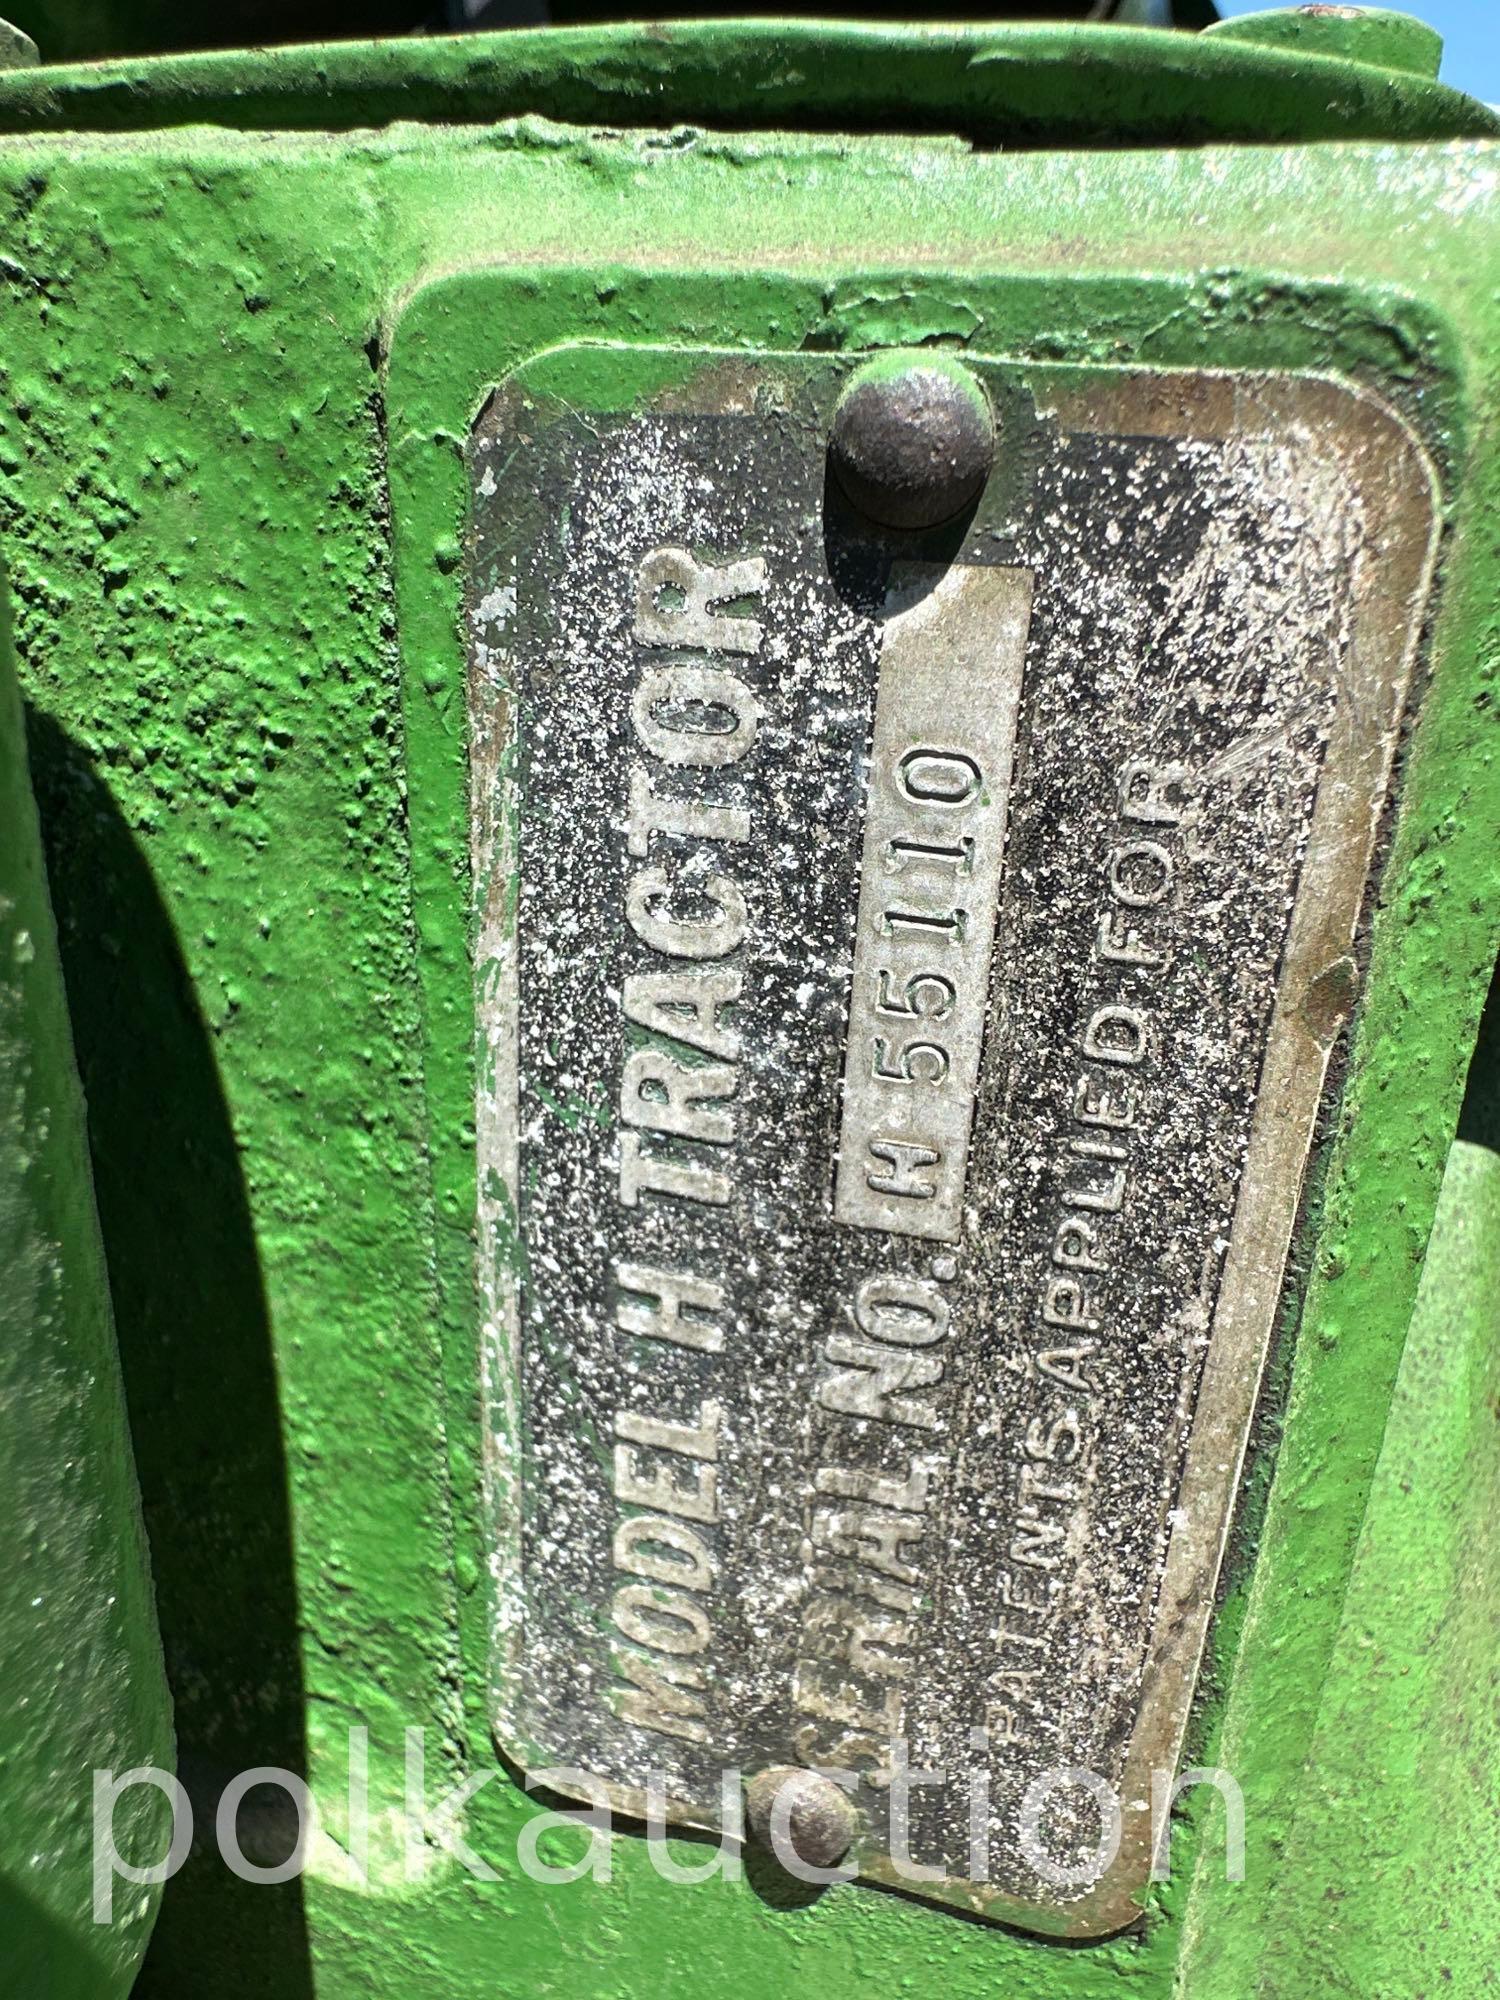 MODEL H TRACTOR
SERIAL NO. H 55110
PATENTS APPLIED FOR
polkauction